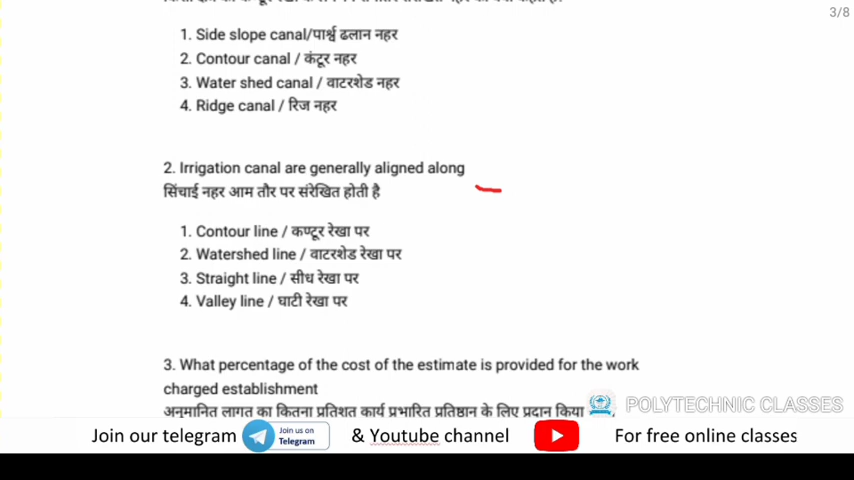 3/8
1. Side slope canal/पार्श्व ढलान नहर
2. Contour canal / कंटूर नहर
3. Water shed canal / वाटरशेड नहर
4. Ridge canal / रिज नहर
2. Irrigation canal are generally aligned along
सिंचाई नहर आम तौर पर संरेखित होती है
1. Contour line / कण्टूर रेखा पर
2. Watershed line / वाटरशेड रेखा पर
3. Straight line / सीध रेखा पर
4. Valley line / घाटी रेखा पर
3. What percentage of the cost of the estimate is provided for the work
charged establishment
अनुमानित लागत का कितना प्रतिशत कार्य प्रभारित प्रतिष्ठान के लिए प्रदान किया
POLYTECHNIC CLASSES
Join our telegram Join us on Telegram & Youtube channel For free online classes